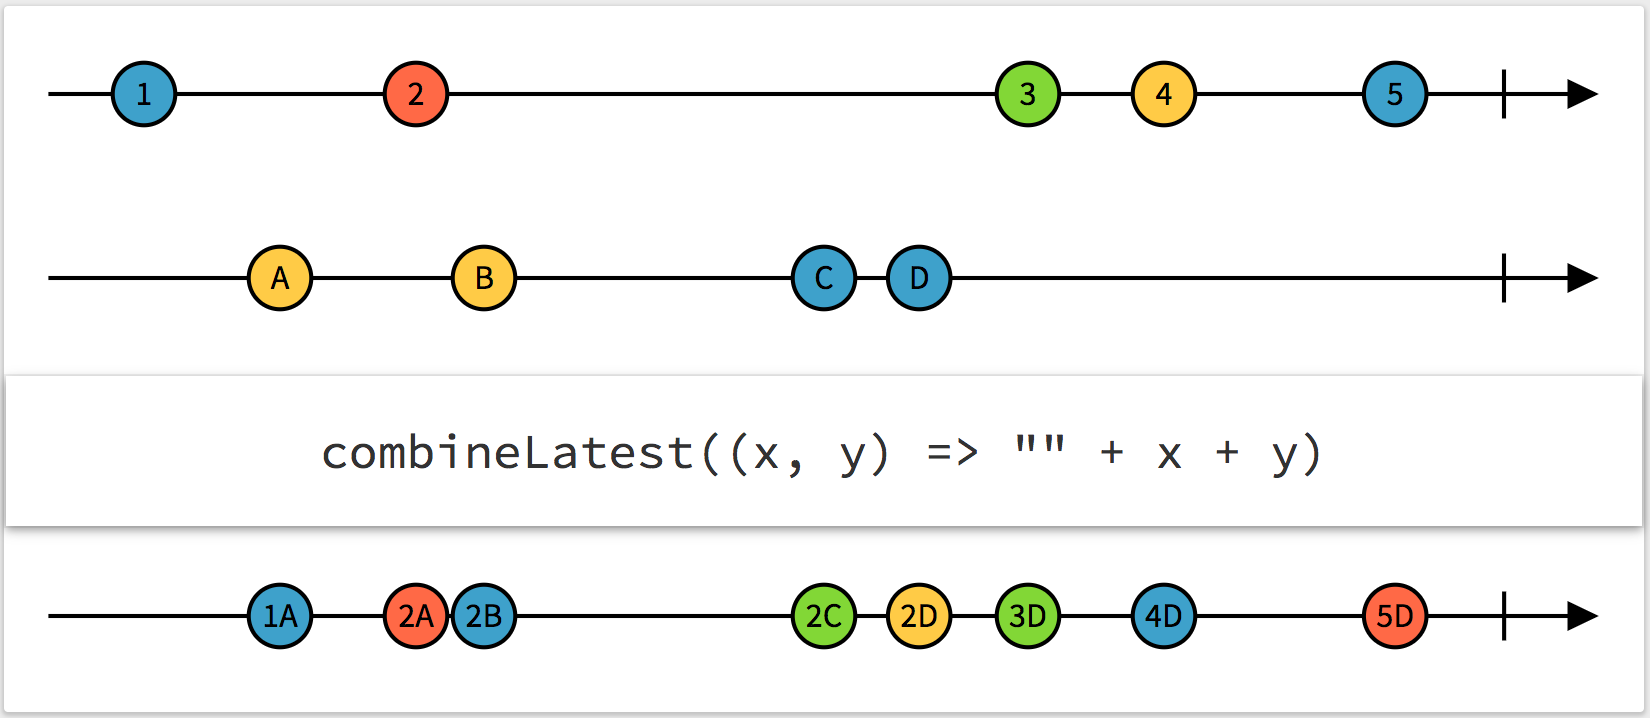 1 2 3 4 5
A B C D
combineLatest((x, y) => "" + x + y)
1A 2A 2B 2C 2D 3D 4D 5D